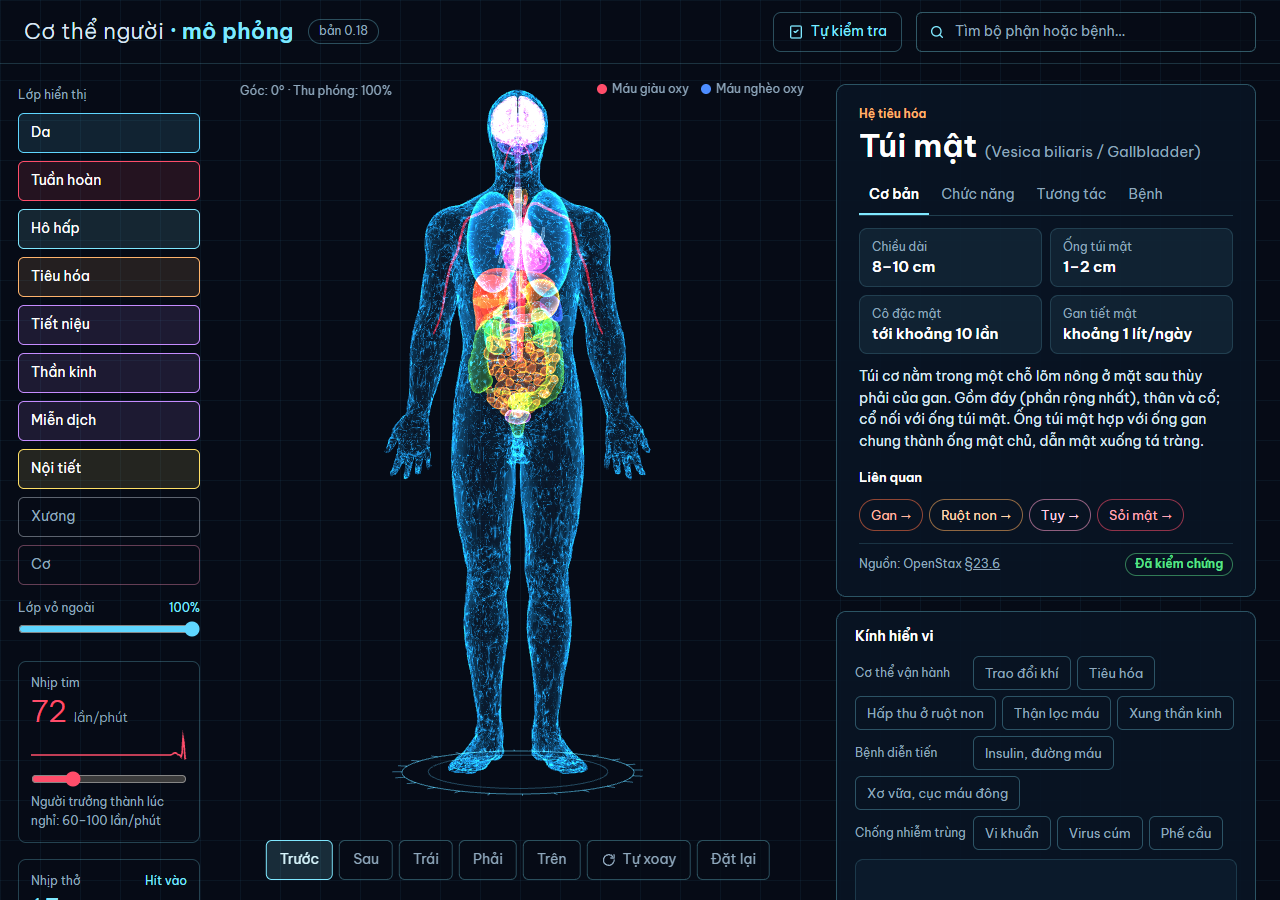 Cơ thể người · mô phỏng
bản 0.18
Tự kiểm tra
Tìm bộ phận hoặc bệnh...
Lớp hiển thị
Da
Tuần hoàn
Hô hấp
Tiêu hóa
Tiết niệu
Thần kinh
Miễn dịch
Nội tiết
Xương
Cơ
Lớp vỏ ngoài 100%
Nhịp tim
72 lần/phút
Người trưởng thành lúc
nghỉ: 60–100 lần/phút
Nhịp thở Hít vào
Góc: 0° · Thu phóng: 100%
Máu giàu oxy
Máu nghèo oxy
Trước
Sau
Trái
Phải
Trên
Tự xoay
Đặt lại
Hệ tiêu hóa
Túi mật (Vesica biliaris / Gallbladder)
Cơ bản
Chức năng
Tương tác
Bệnh
Chiều dài
8–10 cm
Ống túi mật
1–2 cm
Cô đặc mật
tới khoảng 10 lần
Gan tiết mật
khoảng 1 lít/ngày
Túi cơ nằm trong một chỗ lõm nông ở mặt sau thùy
phải của gan. Gồm đáy (phần rộng nhất), thân và cổ;
cổ nối với ống túi mật. Ống túi mật hợp với ống gan
chung thành ống mật chủ, dẫn mật xuống tá tràng.
Liên quan
Gan →
Ruột non →
Tụy →
Sỏi mật →
Nguồn: OpenStax §23.6
Đã kiểm chứng
Kính hiển vi
Cơ thể vận hành
Trao đổi khí
Tiêu hóa
Hấp thu ở ruột non
Thận lọc máu
Xung thần kinh
Bệnh diễn tiến
Insulin, đường máu
Xơ vữa, cục máu đông
Chống nhiễm trùng
Vi khuẩn
Virus cúm
Phế cầu